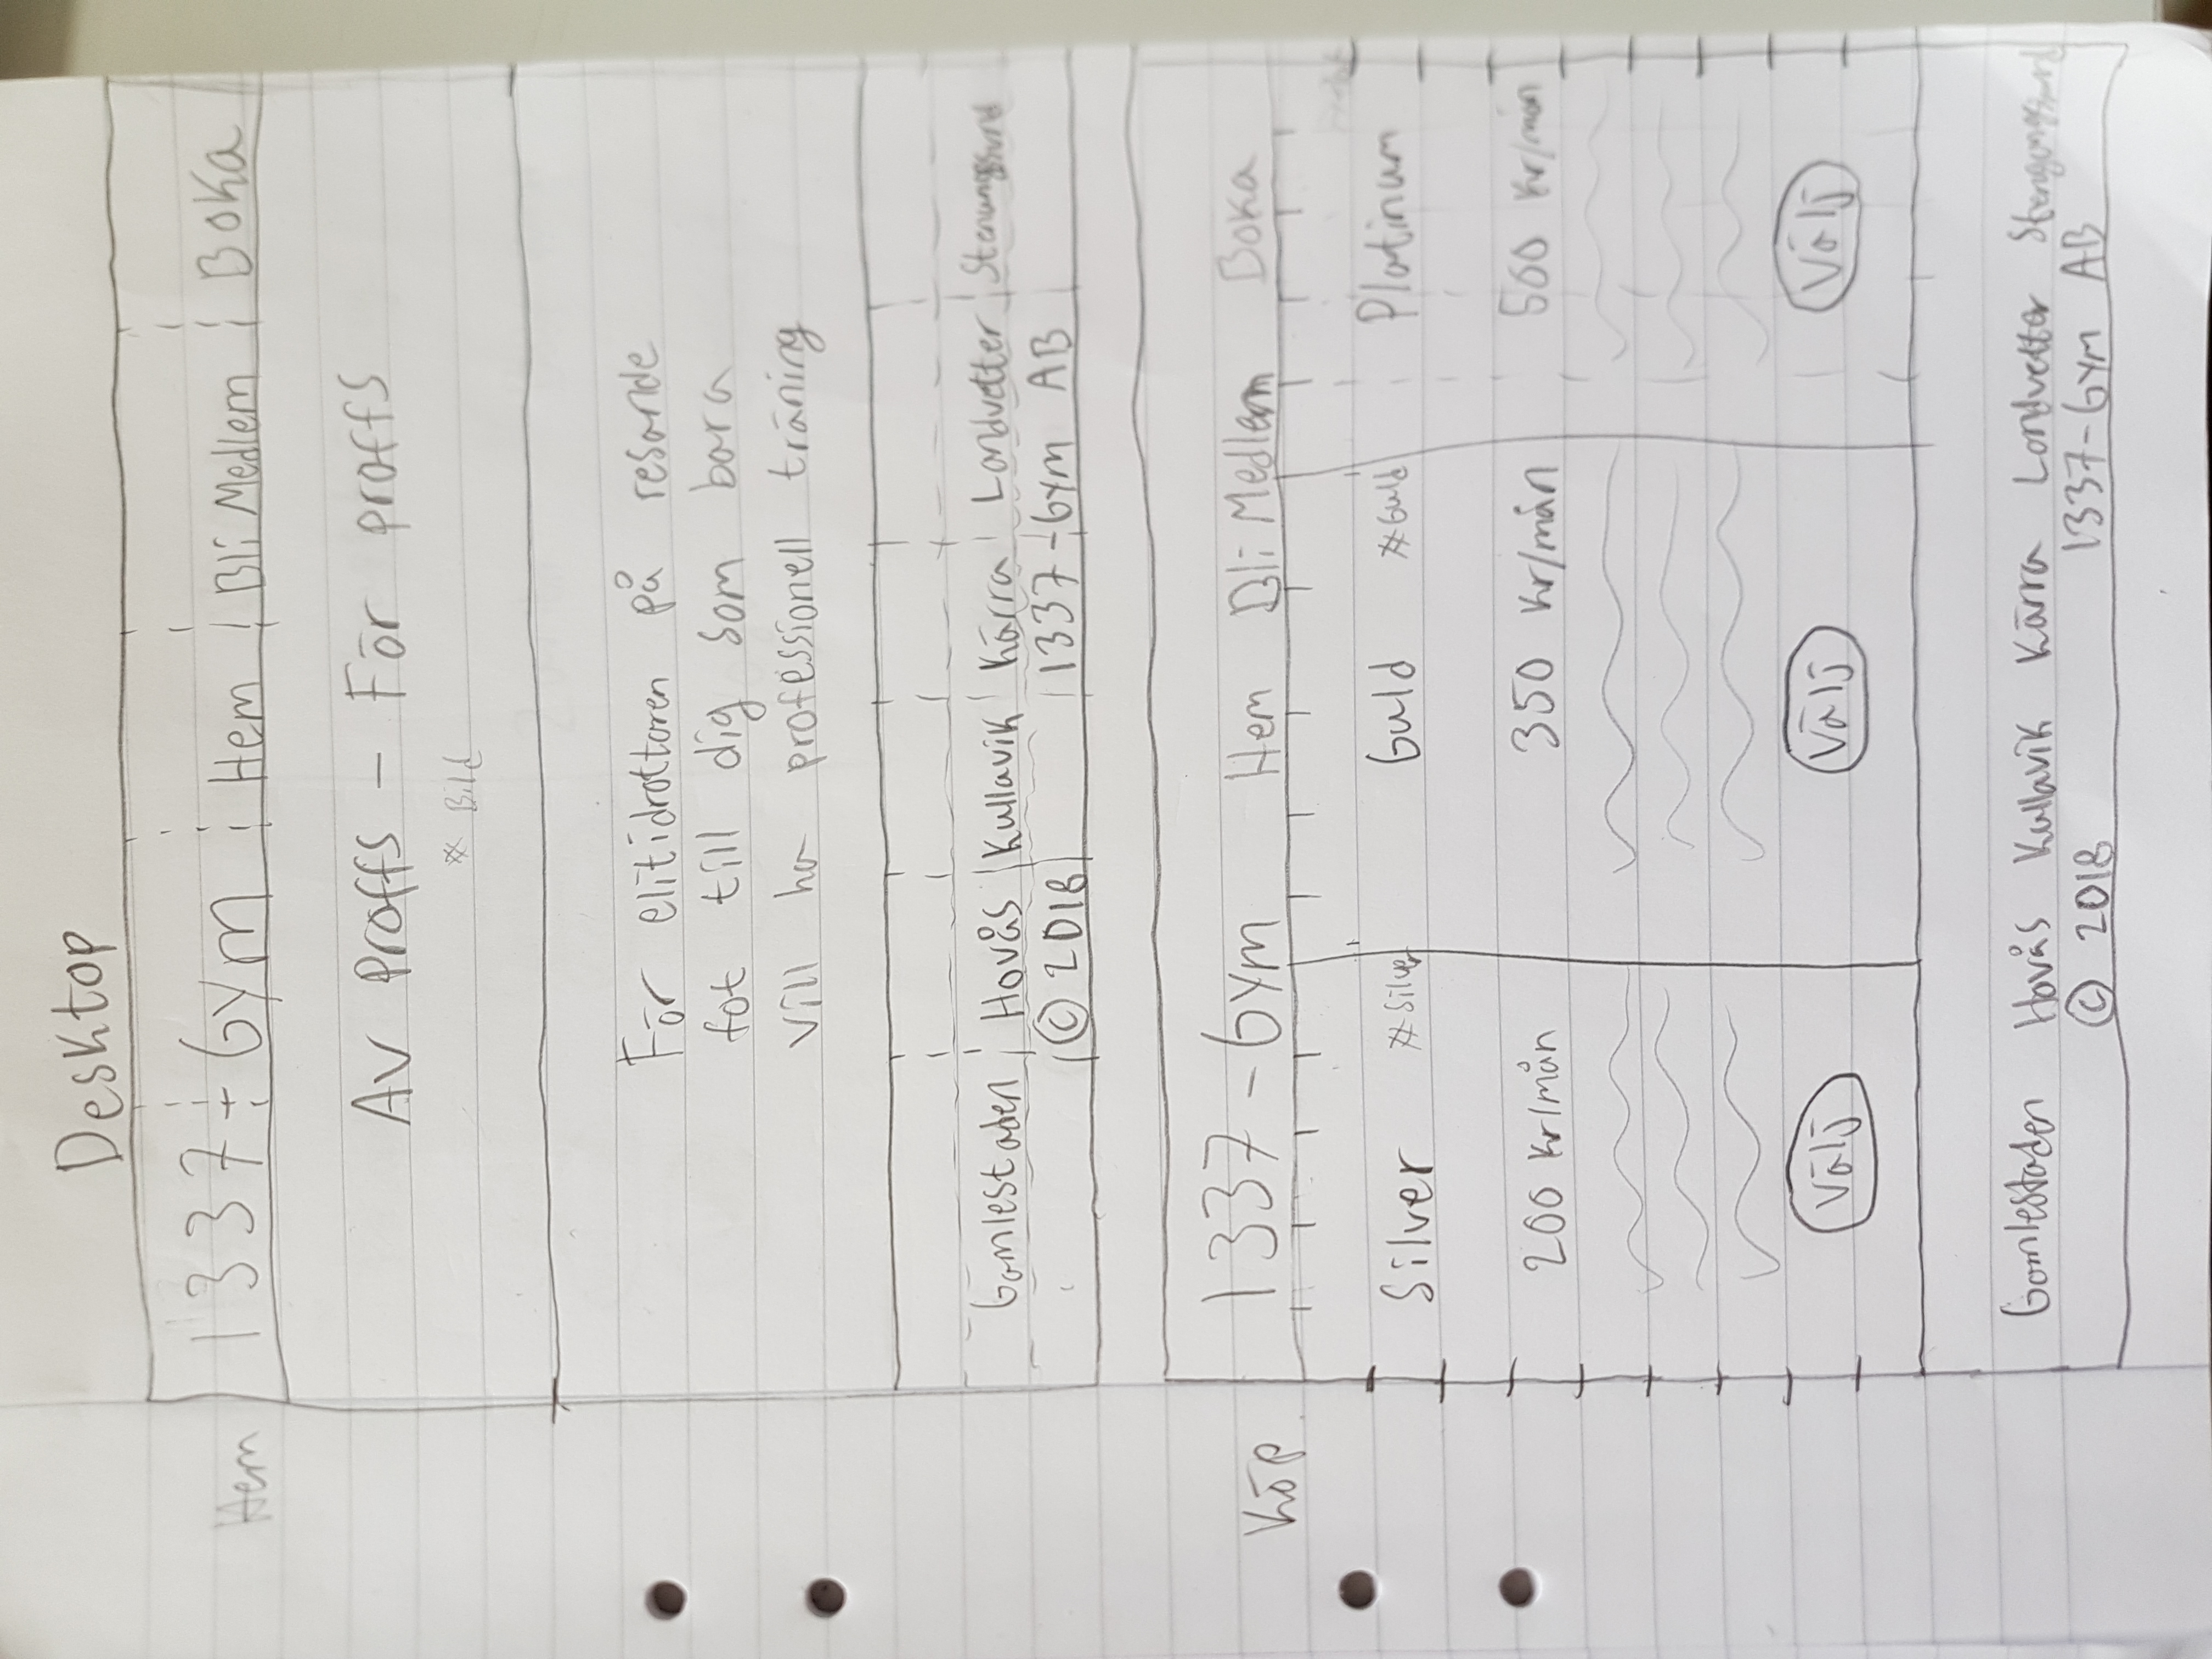 Desktop
Hem
1337-Gym Hem Bli Medlem Boka
Av Proffs – För proffs
* Bild
För elitidrottaren på resande
fot till dig som bara
vill ha professionell träning
Gamlestaden Hovås Kullavik Kärra Landvetter Stenungssund
© 2018 1337-Gym AB
Köp
1337-Gym Hem Bli Medlem Boka
Silver #Silver Guld #Guld Platinum
200 Kr/mån 350 Kr/mån 500 Kr/mån
Välj Välj Välj
Gamlestaden Hovås Kullavik Kärra Landvetter
© 2018 1337-Gym AB